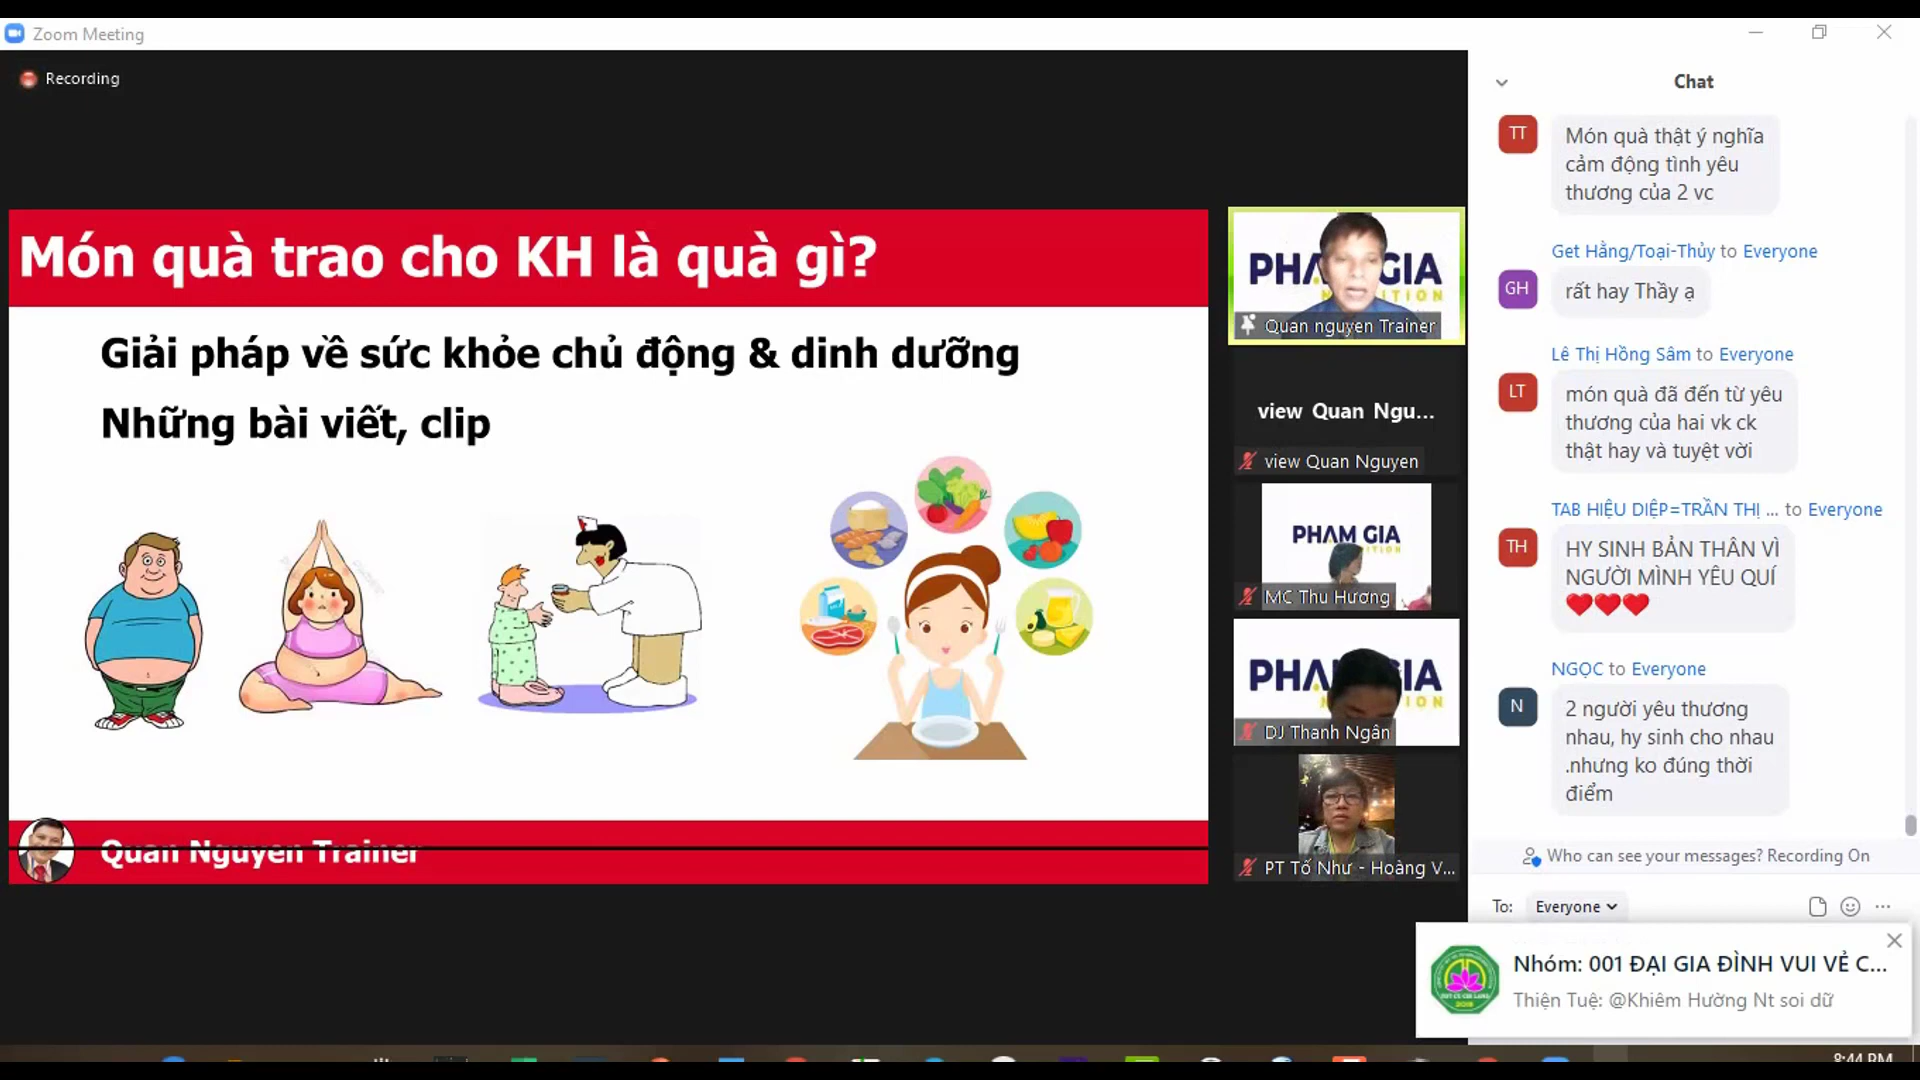 Zoom Meeting
Recording
Món quà trao cho KH là quà gì?
Giải pháp về sức khỏe chủ động & dinh dưỡng
Những bài viết, clip
Quan Nguyen Trainer
PHẠM GIA
Quan nguyen Trainer
view Quan Ngu...
view Quan Nguyen
PHẠM GIA
MC Thu Hương
DJ Thanh Ngân
PT Tố Như - Hoàng V...
Chat
TT
Món quà thật ý nghĩa
cảm động tình yêu
thương của 2 vc
Get Hằng/Toại-Thủy to Everyone
GH
rất hay Thầy ạ
Lê Thị Hồng Sâm to Everyone
LT
món quà đã đến từ yêu
thương của hai vk ck
thật hay và tuyệt vời
TAB HIỆU DIỆP=TRẦN THỊ ... to Everyone
TH
HY SINH BẢN THÂN VÌ
NGƯỜI MÌNH YÊU QUÍ
❤️❤️❤️
NGỌC to Everyone
N
2 người yêu thương
nhau, hy sinh cho nhau
.nhưng ko đúng thời
điểm
Who can see your messages? Recording On
To: Everyone
Nhóm: 001 ĐẠI GIA ĐÌNH VUI VẺ C...
Thiện Tuệ: @Khiêm Hường Nt soi dữ
8:44 PM